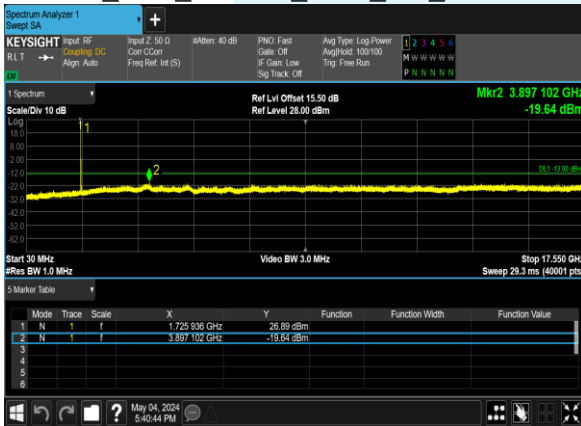 Spectrum Analyzer 1
Swept SA
+
KEYSIGHT Input: RF Input Z: 50 Ω #Atten: 40 dB PNO: Fast Avg Type: Log-Power 1 2 3 4 5 6
RLT Coupling: DC CCorr CCorr Gate: Off Avg|Hold: 100/100 M W W W W W
Align: Auto Freq Ref: Int (S) IF Gain: Low Trig: Free Run
Sig Track: Off P N N N N N
1 Spectrum Ref Lvl Offset 15.50 dB Mkr2 3.897 102 GHz
Scale/Div 10 dB Ref Level 28.00 dBm -19.64 dBm
Log
1
18.0
8.00
-2.00
-12.0 2 DL1 -13.00 dBm
-22.0
-32.0
-42.0
-52.0
-62.0
Start 30 MHz Video BW 3.0 MHz Stop 17.550 GHz
#Res BW 1.0 MHz Sweep 29.3 ms (40001 pts)
5 Marker Table
Mode Trace Scale X Y Function Function Width Function Value
1 N 1 f 1.725 936 GHz 26.89 dBm
2 N 1 f 3.897 102 GHz -19.64 dBm
3
4
5
6
? May 04, 2024
5:40:44 PM